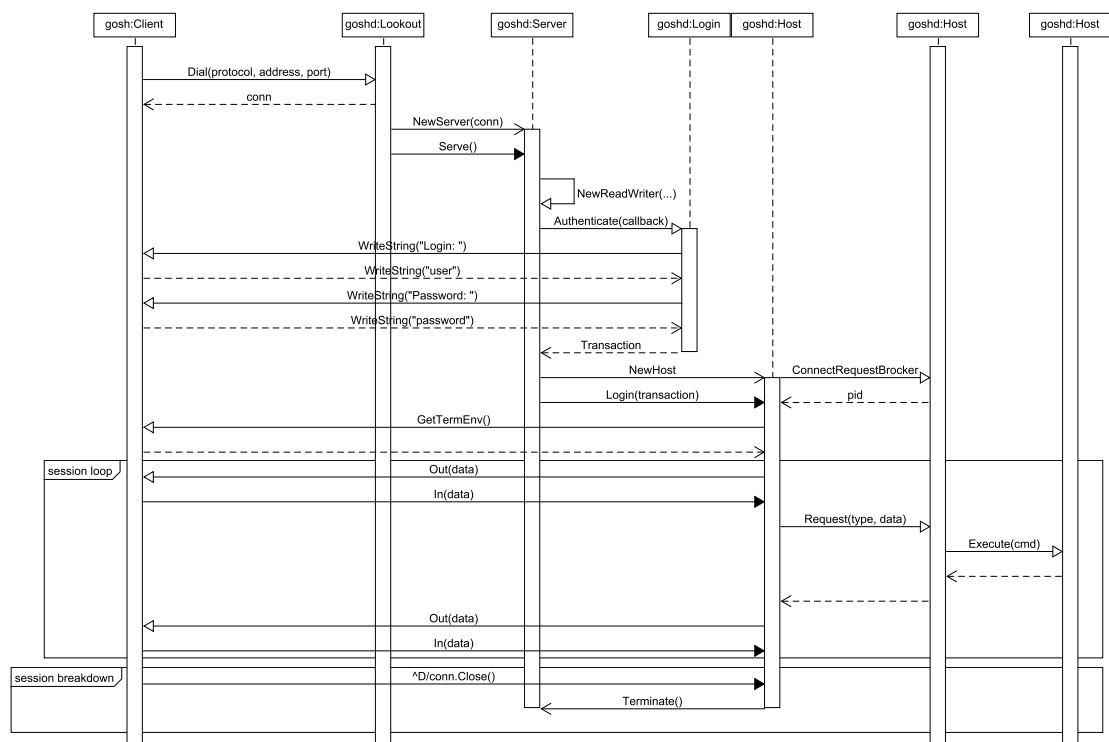 goshd:Client
goshd:Lookout
goshd:Server
goshd:Login
goshd:Host
goshd:Host
goshd:Host
Dial(protocol, address, port)
conn
NewServer(conn)
Serve()
NewReadWriter(...)
Authenticate(callback)
WriteString("Login: ")
WriteString("user")
WriteString("Password: ")
WriteString("password")
Transaction
NewHost
ConnectRequestBrocker
Login(transaction)
pid
GetTermEnv()
session loop
Out(data)
In(data)
Request(type, data)
Execute(cmd)
Out(data)
In(data)
session breakdown
^D/conn.Close()
Terminate()